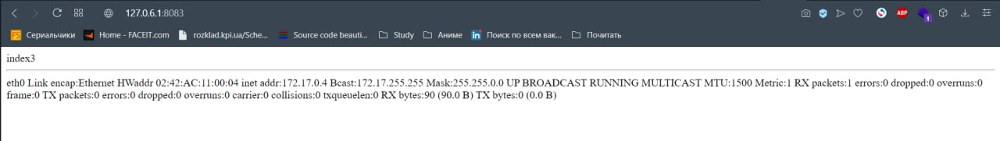 127.0.6.1:8083
ABP
1
FS Сериальчики Home - FACEIT.com rozklad.kpi.ua/Sche... Source code beauti... Study Аниме in Поиск по всем вак... Почитать
index3
eth0 Link encap:Ethernet HWaddr 02:42:AC:11:00:04 inet addr:172.17.0.4 Bcast:172.17.255.255 Mask:255.255.0.0 UP BROADCAST RUNNING MULTICAST MTU:1500 Metric:1 RX packets:1 errors:0 dropped:0 overruns:0
frame:0 TX packets:0 errors:0 dropped:0 overruns:0 carrier:0 collisions:0 txqueuelen:0 RX bytes:90 (90.0 B) TX bytes:0 (0.0 B)